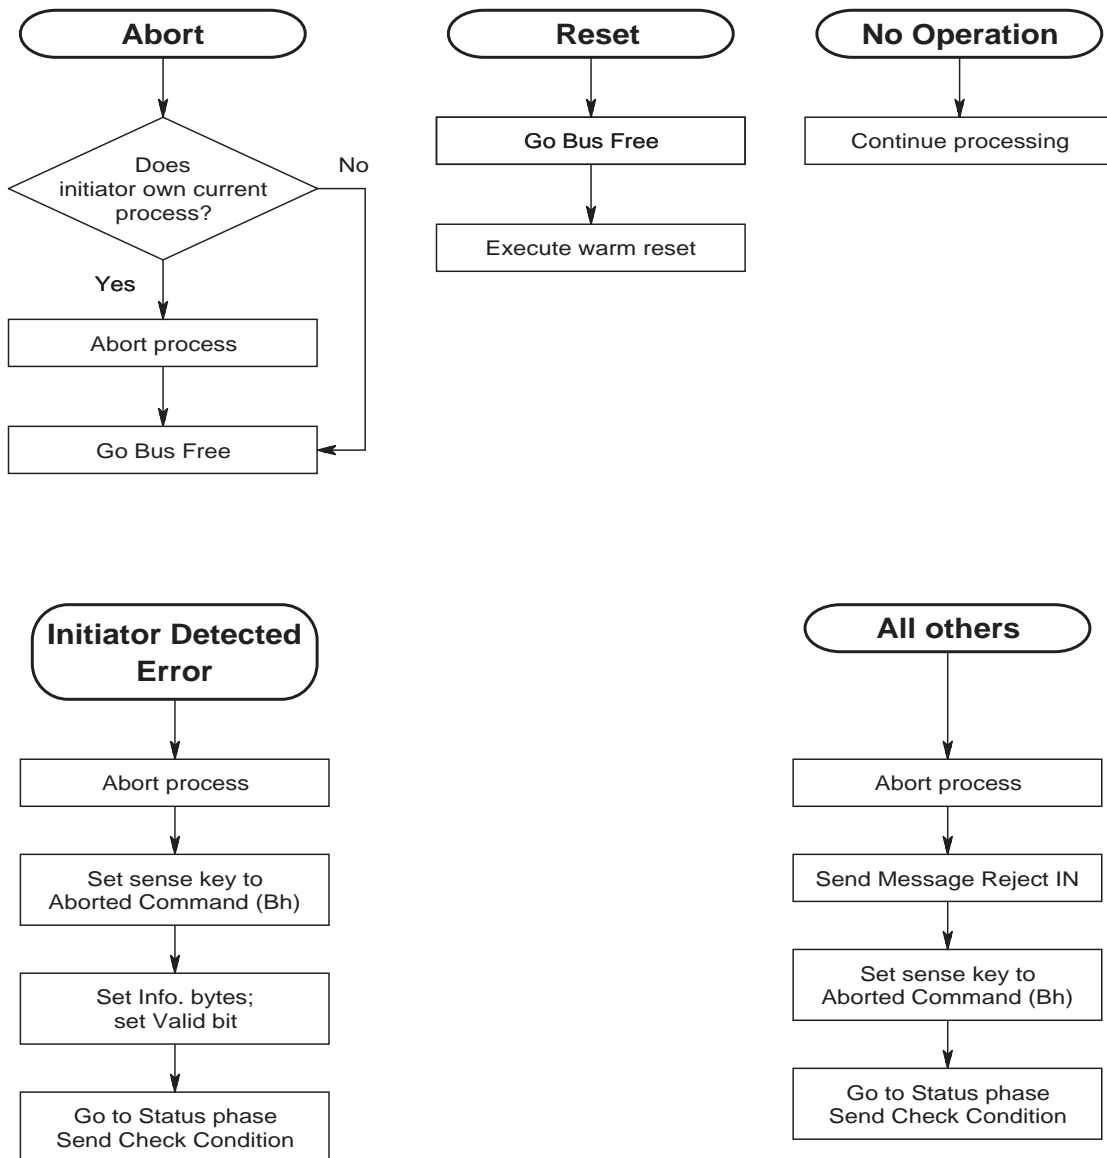 Abort
Does
initiator own current
process?
No
Yes
Abort process
Go Bus Free
Reset
Go Bus Free
Execute warm reset
No Operation
Continue processing
Initiator Detected
Error
Abort process
Set sense key to
Aborted Command (Bh)
Set Info. bytes;
set Valid bit
Go to Status phase
Send Check Condition
All others
Abort process
Send Message Reject IN
Set sense key to
Aborted Command (Bh)
Go to Status phase
Send Check Condition